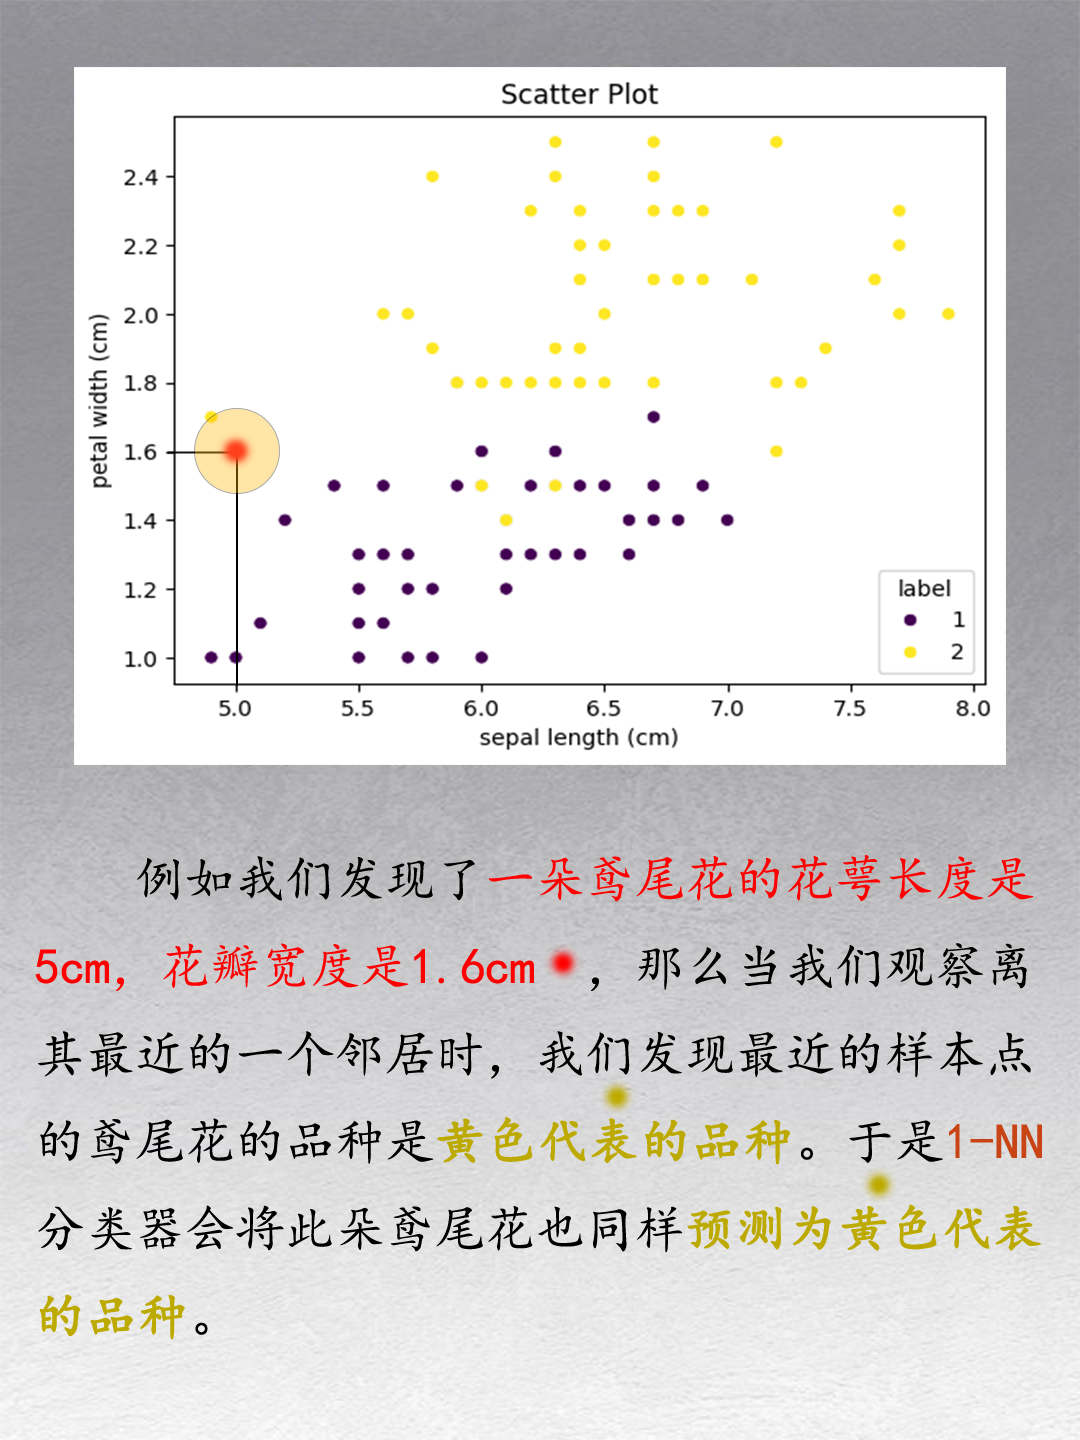 Scatter Plot
2.4
2.2
2.0
1.8
1.6
1.4
1.2
1.0
petal width (cm)
label
1
2
5.0 5.5 6.0 6.5 7.0 7.5 8.0
sepal length (cm)
例如我们发现了一朵鸢尾花的花萼长度是
5cm，花瓣宽度是1.6cm ，那么当我们观察离
其最近的一个邻居时，我们发现最近的样本点
的鸢尾花的品种是黄色代表的品种。于是1-NN
分类器会将此朵鸢尾花也同样预测为黄色代表
的品种。